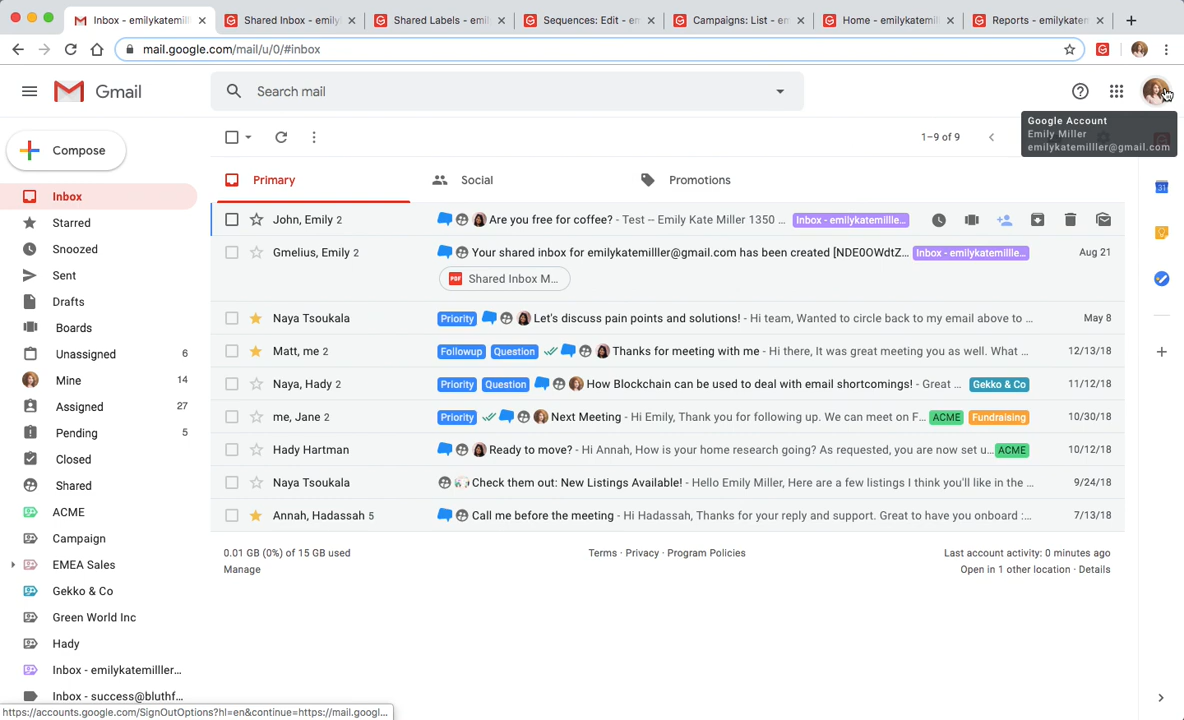 Inbox - emilykatemill
Shared Inbox - emily
Shared Labels - emil
Sequences: Edit - en
Campaigns: List - em
Home - emilykatemill
Reports - emilykatem
mail.google.com/mail/u/0/#inbox
Gmail
Search mail
Google Account
Emily Miller
emilykatemilller@gmail.com
Compose
1–9 of 9
Primary
Social
Promotions
Inbox
Starred
Snoozed
Sent
Drafts
Boards
Unassigned 6
Mine 14
Assigned 27
Pending 5
Closed
Shared
ACME
Campaign
EMEA Sales
Gekko & Co
Green World Inc
Hady
Inbox - emilykatemilller...
Inbox - success@bluthf...
John, Emily 2 Are you free for coffee? - Test -- Emily Kate Miller 1350 ... Inbox - emilykatemillle...
Gmelius, Emily 2 Your shared inbox for emilykatemilller@gmail.com has been created [NDE0OWdtZ... Inbox - emilykatemillle... Aug 21
PDF Shared Inbox M...
Naya Tsoukala Priority Let's discuss pain points and solutions! - Hi team, Wanted to circle back to my email above to ... May 8
Matt, me 2 Followup Question Thanks for meeting with me - Hi there, It was great meeting you as well. What ... 12/13/18
Naya, Hady 2 Priority Question How Blockchain can be used to deal with email shortcomings! - Great ... Gekko & Co 11/12/18
me, Jane 2 Priority Next Meeting - Hi Emily, Thank you for following up. We can meet on F... ACME Fundraising 10/30/18
Hady Hartman Ready to move? - Hi Annah, How is your home research going? As requested, you are now set u... ACME 10/12/18
Naya Tsoukala Check them out: New Listings Available! - Hello Emily Miller, Here are a few listings I think you'll like in the ... 9/24/18
Annah, Hadassah 5 Call me before the meeting - Hi Hadassah, Thanks for your reply and support. Great to have you onboard :... 7/13/18
0.01 GB (0%) of 15 GB used
Manage
Terms · Privacy · Program Policies
Last account activity: 0 minutes ago
Open in 1 other location · Details
31
https://accounts.google.com/SignOutOptions?hl=en&continue=https://mail.googl...